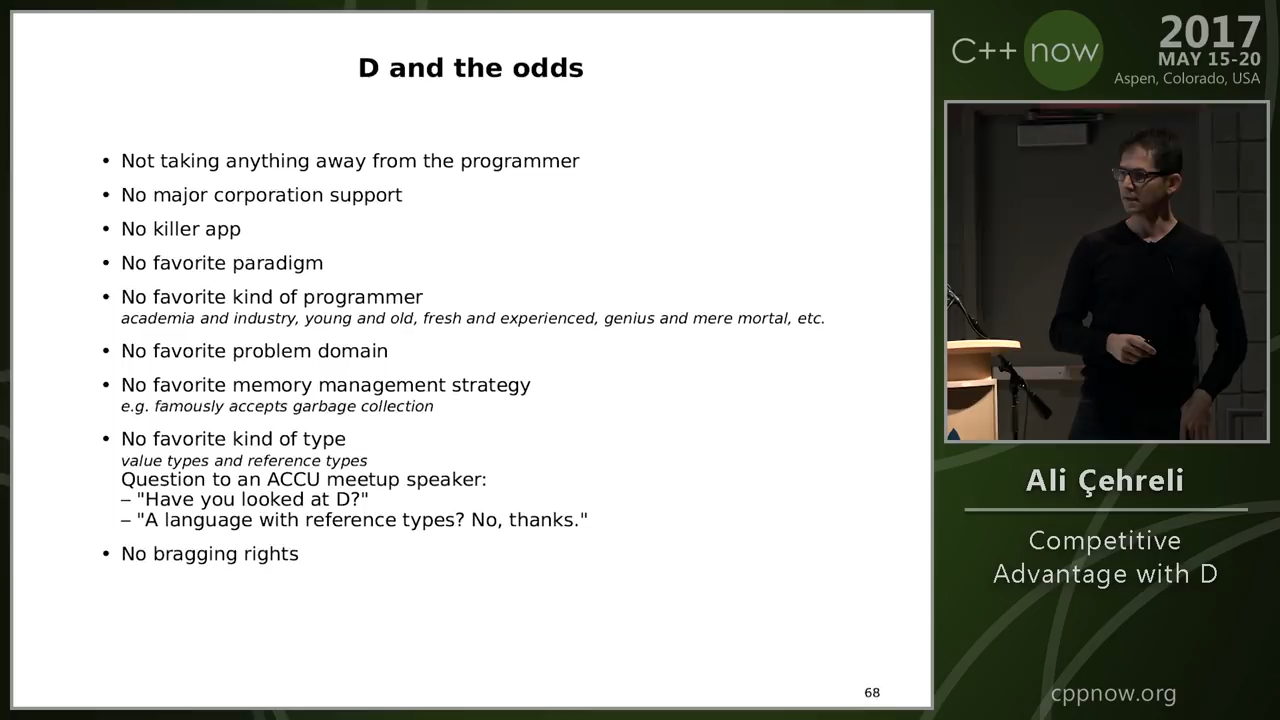 D and the odds
• Not taking anything away from the programmer
• No major corporation support
• No killer app
• No favorite paradigm
• No favorite kind of programmer
academia and industry, young and old, fresh and experienced, genius and mere mortal, etc.
• No favorite problem domain
• No favorite memory management strategy
e.g. famously accepts garbage collection
• No favorite kind of type
value types and reference types
Question to an ACCU meetup speaker:
– "Have you looked at D?"
– "A language with reference types? No, thanks."
• No bragging rights
68
C++ now
2017
MAY 15-20
Aspen, Colorado, USA
Ali Çehreli
Competitive
Advantage with D
cppnow.org